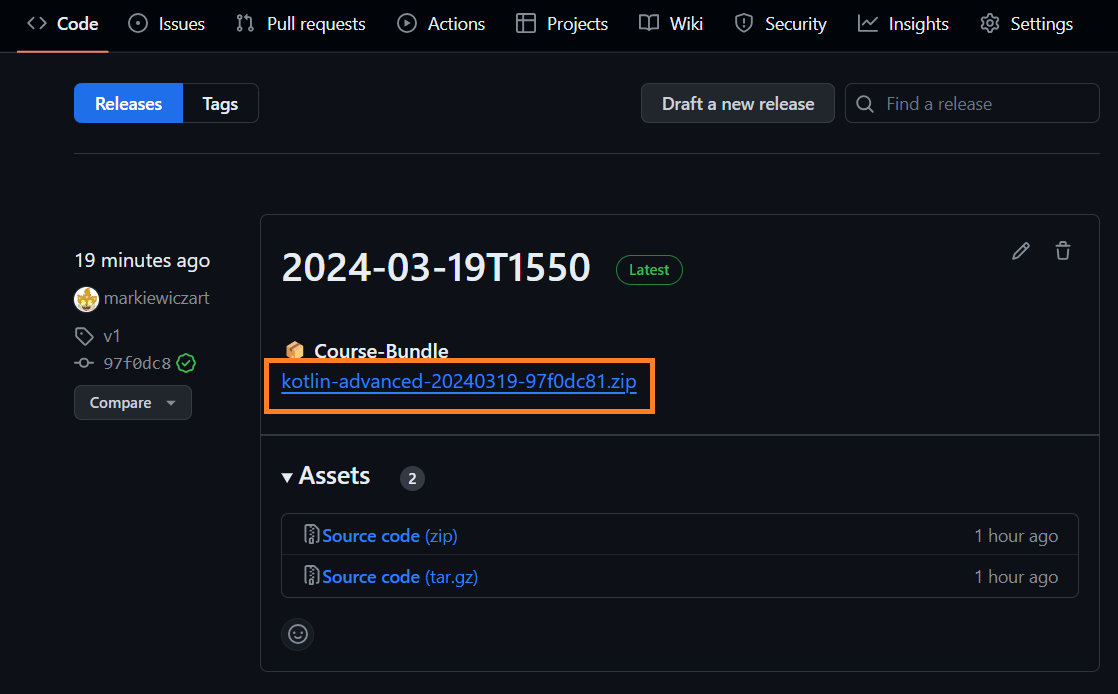 Code Issues Pull requests Actions Projects Wiki Security Insights Settings
Releases Tags Draft a new release Find a release
19 minutes ago
markiewiczart
v1
97f0dc8
Compare
2024-03-19T1550 Latest
Course-Bundle
kotlin-advanced-20240319-97f0dc81.zip
Assets 2
Source code (zip) 1 hour ago
Source code (tar.gz) 1 hour ago